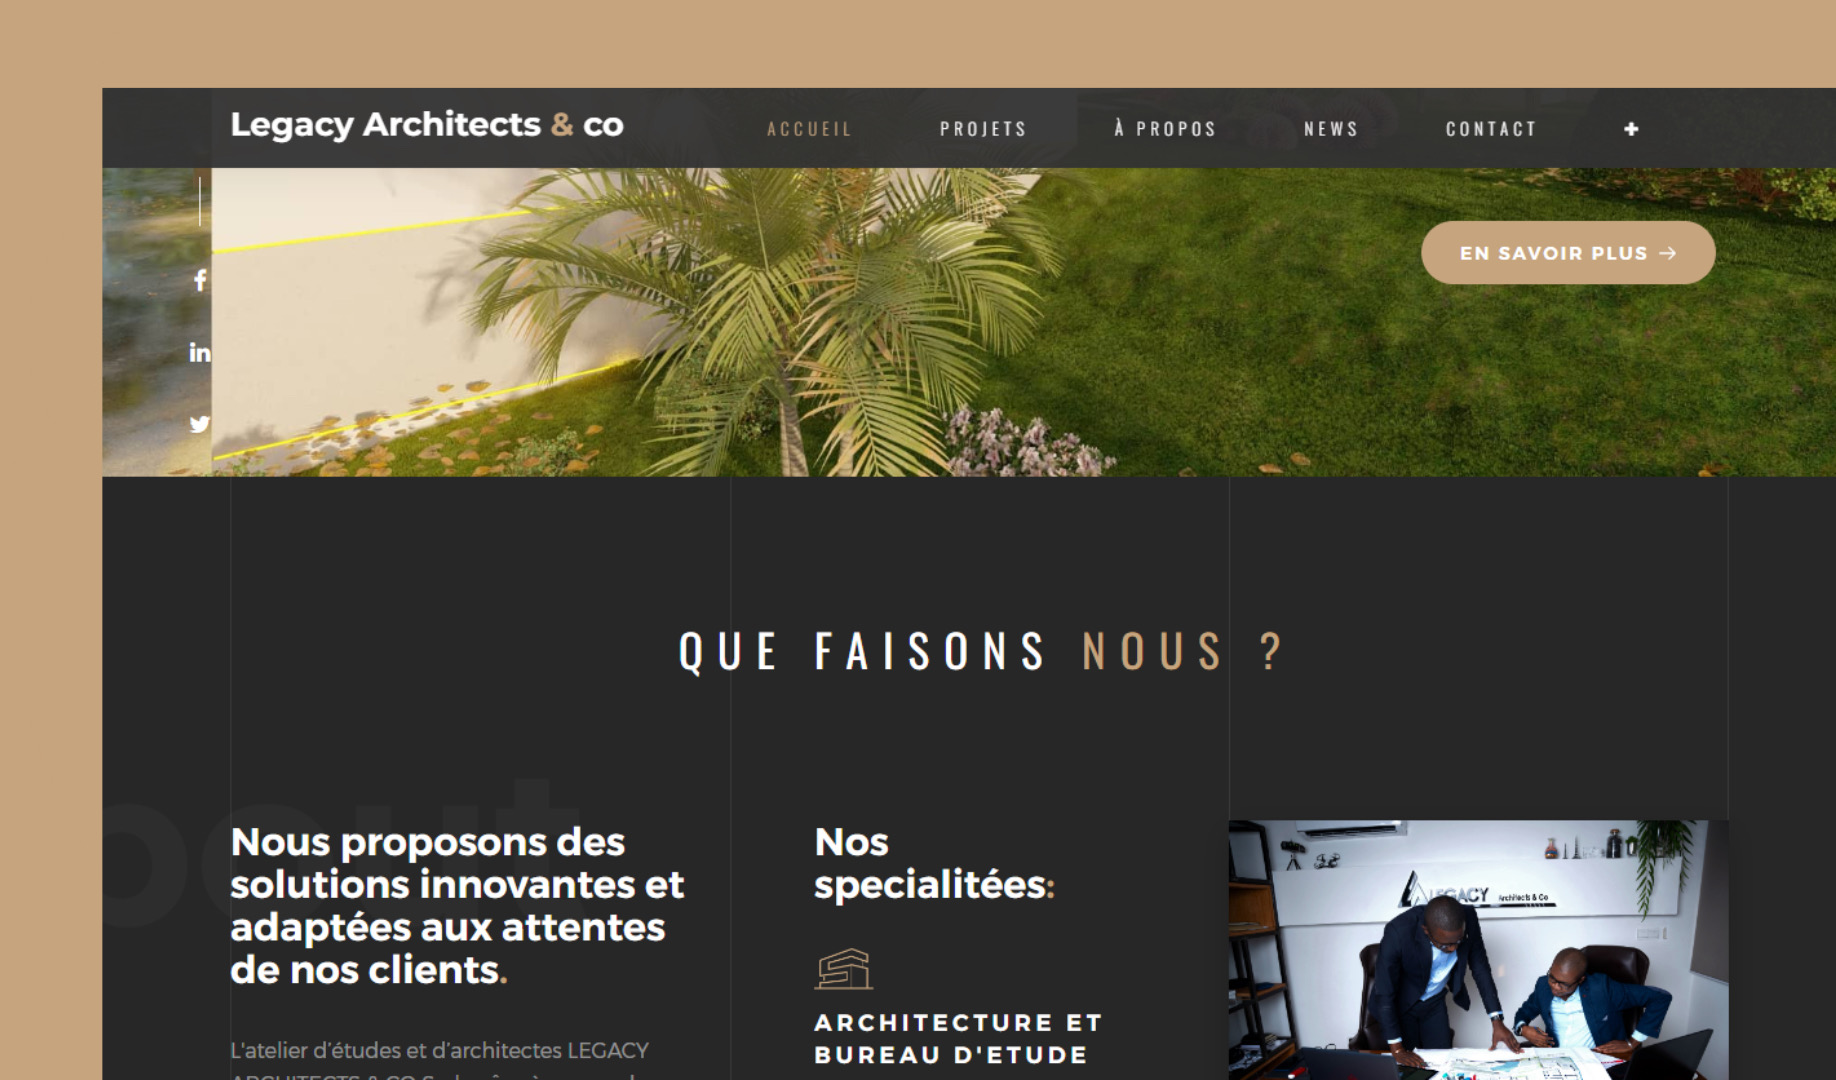 Legacy Architects & co
ACCUEIL
PROJETS
À PROPOS
NEWS
CONTACT
EN SAVOIR PLUS →
QUE FAISONS NOUS ?
Nous proposons des
solutions innovantes et
adaptées aux attentes
de nos clients.
L'atelier d'études et d'architectes LEGACY
ARCHITECTS & CO
Nos
specialitées:
ARCHITECTURE ET
BUREAU D'ETUDE
LEGACY Architects & Co